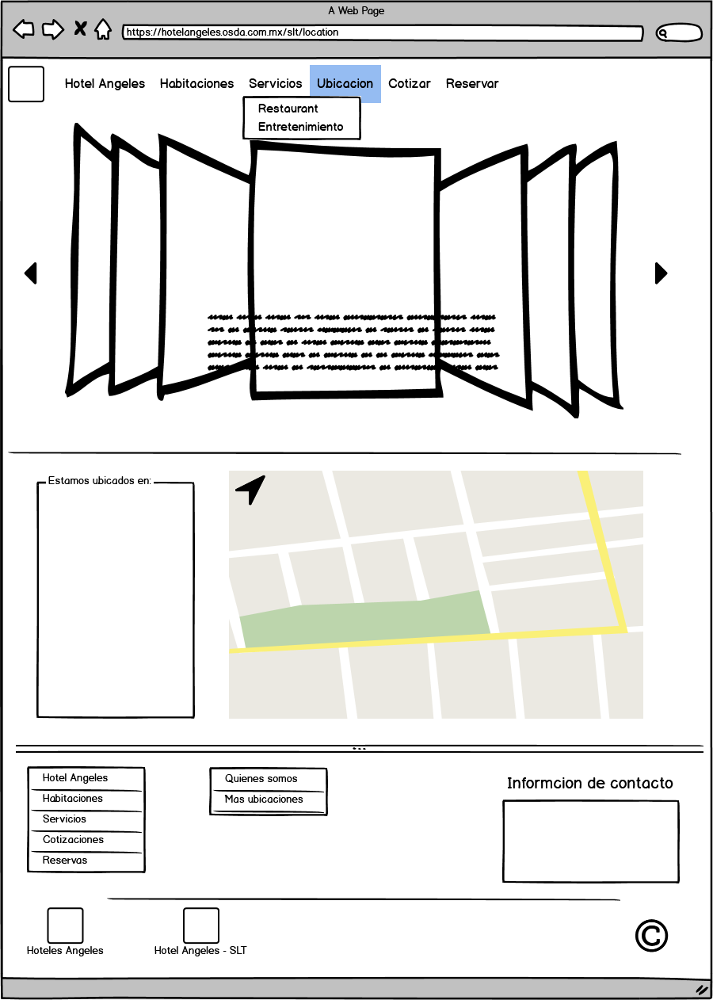 A Web Page
https://hotelangeles.osda.com.mx/slt/location
Hotel Angeles Habitaciones Servicios Ubicacion Cotizar Reservar
Restaurant
Entretenimiento
Estamos ubicados en:
Hotel Angeles
Habitaciones
Servicios
Cotizaciones
Reservas
Quienes somos
Mas ubicaciones
Informcion de contacto
Hoteles Angeles
Hotel Angeles - SLT
©